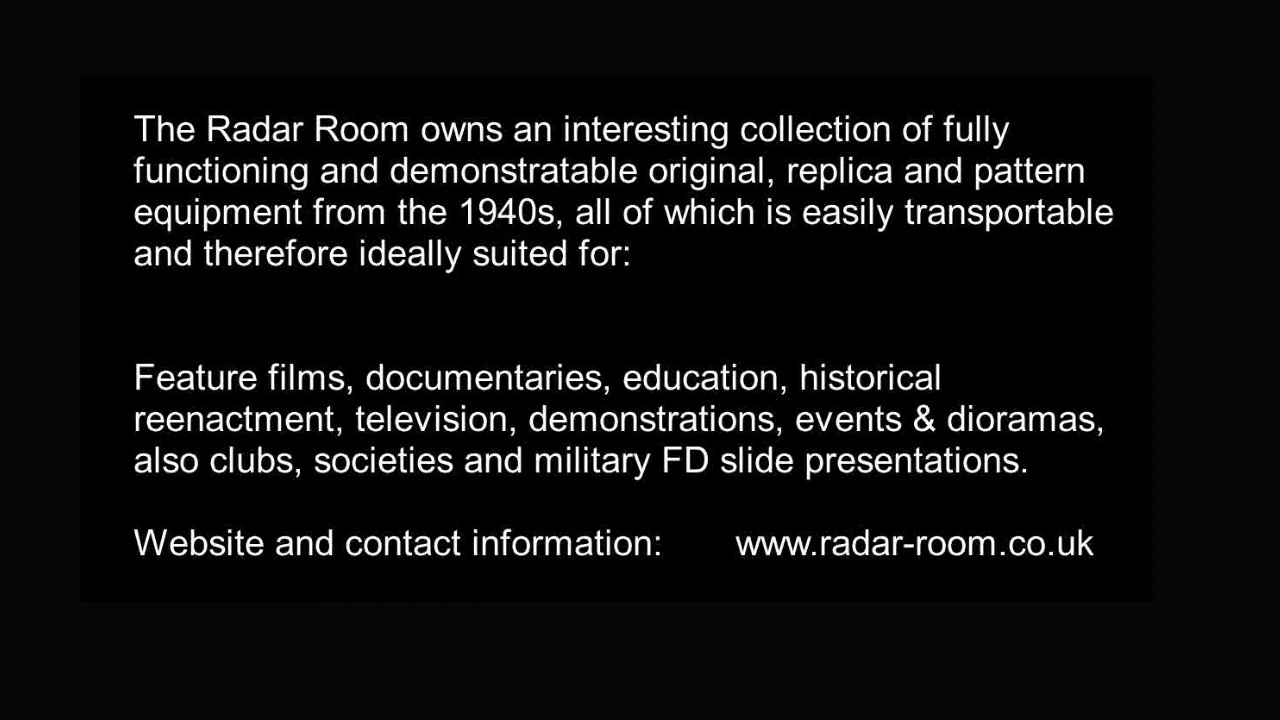 The Radar Room owns an interesting collection of fully
functioning and demonstratable original, replica and pattern
equipment from the 1940s, all of which is easily transportable
and therefore ideally suited for:
Feature films, documentaries, education, historical
reenactment, television, demonstrations, events & dioramas,
also clubs, societies and military FD slide presentations.
Website and contact information: www.radar-room.co.uk